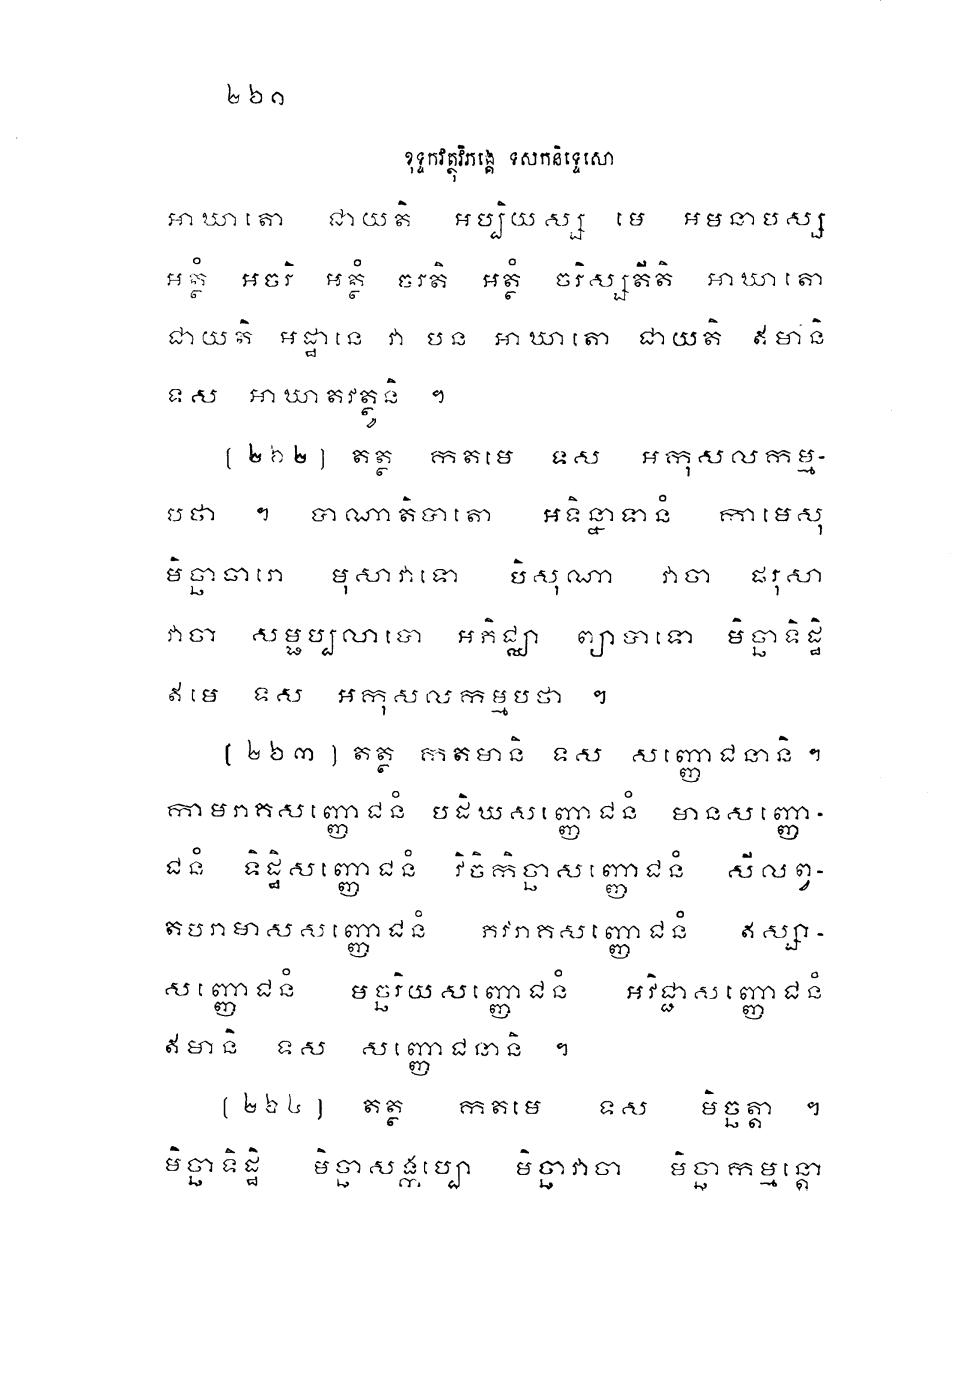 ២៦១
ខុទ្ទកវត្ថុវិភង្គេ ទសកនិទ្ទេសោ
អាឃាតោ ជាយតិ អប្បិយស្ស មេ អមនាបស្ស
អត្ថំ អចរិ អត្ថំ ចរតិ អត្ថំ ចរិស្សតីតិ អាឃាតោ
ជាយតិ អដ្ឋានេ វា បន អាឃាតោ ជាយតិ ឥមានិ
ទស អាឃាតវត្ថូនិ ។
[២៦២] តត្ថ កតមេ ទស អកុសលកម្ម-
បថា ។ បាណាតិបាតោ អទិន្នាទានំ កាមេសុ
មិច្ឆាចារោ មុសាវាទោ បិសុណា វាចា ផរុសា
វាចា សម្ផប្បលាបោ អភិជ្ឈា ព្យាបាទោ មិច្ឆាទិដ្ឋិ
ឥមេ ទស អកុសលកម្មបថា ។
[២៦៣] តត្ថ កតមានិ ទស សញ្ញោជនានិ ។
កាមរាគសញ្ញោជនំ បដិឃសញ្ញោជនំ មានសញ្ញោ-
ជនំ ទិដ្ឋិសញ្ញោជនំ វិចិកិច្ឆាសញ្ញោជនំ សីលព្វ-
តបរាមាសសញ្ញោជនំ ភវរាគសញ្ញោជនំ ឥស្សា-
សញ្ញោជនំ មច្ឆរិយសញ្ញោជនំ អវិជ្ជាសញ្ញោជនំ
ឥមានិ ទស សញ្ញោជនានិ ។
[២៦៤] តត្ថ កតមេ ទស មិច្ឆត្តា ។
មិច្ឆាទិដ្ឋិ មិច្ឆាសង្កប្បោ មិច្ឆាវាចា មិច្ឆាកម្មន្តោ